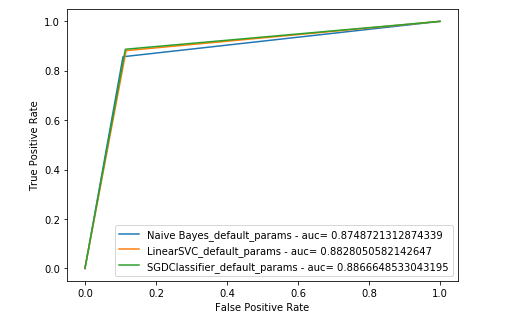 1.0
0.8
0.6
0.4
0.2
0.0
True Positive Rate
Naive Bayes_default_params - auc= 0.8748721312874339
LinearSVC_default_params - auc= 0.8828050582142647
SGDClassifier_default_params - auc= 0.8866648533043195
0.0 0.2 0.4 0.6 0.8 1.0
False Positive Rate